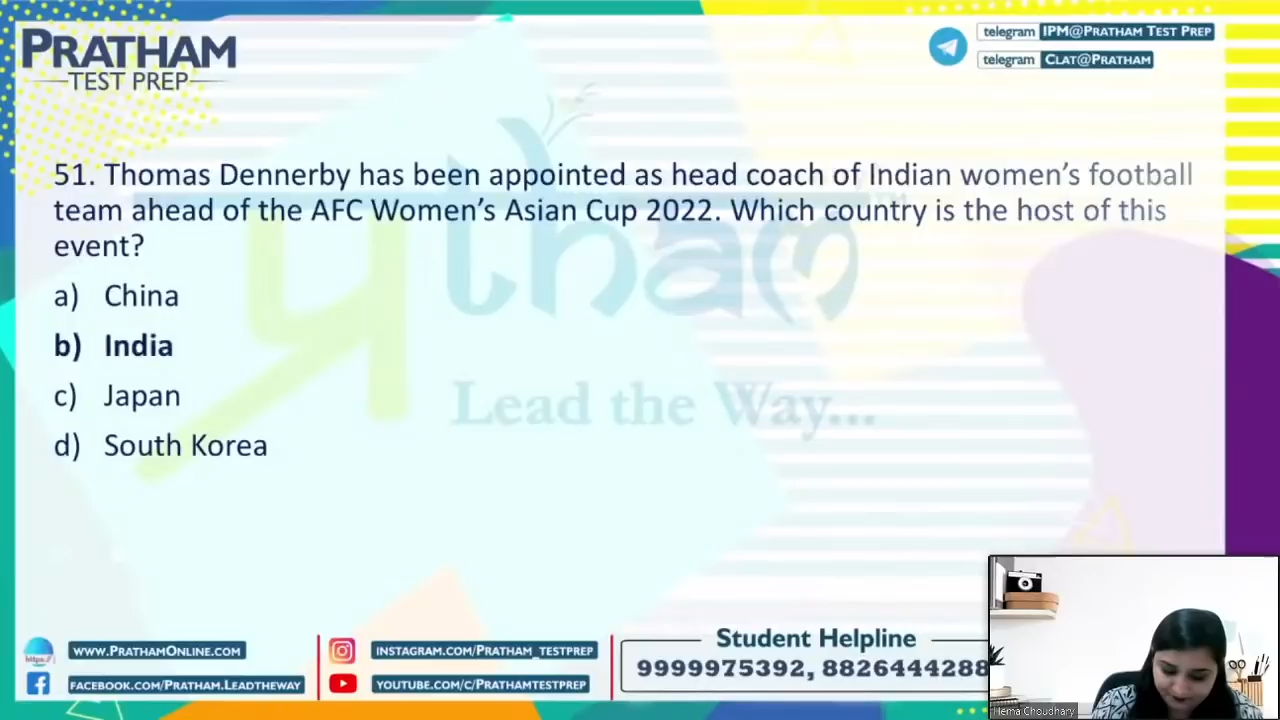 PRATHAM
TEST PREP
telegram IPM@PRATHAM TEST PREP
telegram CLAT@PRATHAM
51. Thomas Dennerby has been appointed as head coach of Indian women's football
team ahead of the AFC Women's Asian Cup 2022. Which country is the host of this
event?
a) China
b) India
c) Japan
d) South Korea
प्रtham
Lead the Way...
https://
WWW.PRATHAMONLINE.COM
FACEBOOK.COM/PRATHAM.LEADTHEWAY
INSTAGRAM.COM/PRATHAM_TESTPREP
YOUTUBE.COM/C/PRATHAMTESTPREP
Student Helpline
9999975392, 8826444288
Hema Choudhary